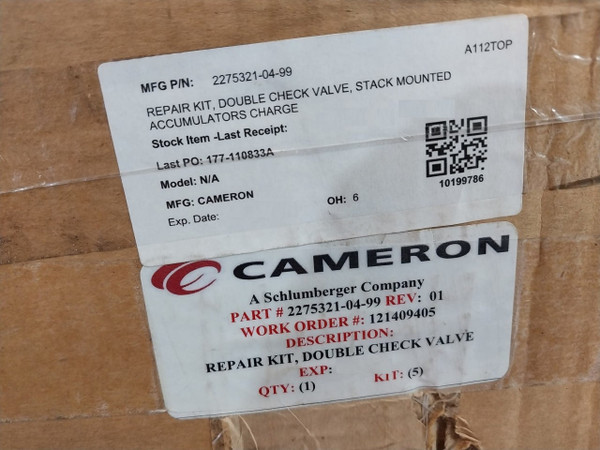 A112TOP
MFG P/N: 2275321-04-99
REPAIR KIT, DOUBLE CHECK VALVE, STACK MOUNTED
ACCUMULATORS CHARGE
Stock Item -Last Receipt:
Last PO: 177-110833A
Model: N/A
MFG: CAMERON
OH: 6
Exp. Date:
10199786
CAMERON
A Schlumberger Company
PART # 2275321-04-99 REV: 01
WORK ORDER #: 121409405
DESCRIPTION:
REPAIR KIT, DOUBLE CHECK VALVE
EXP:
QTY: (1) KIT: (5)